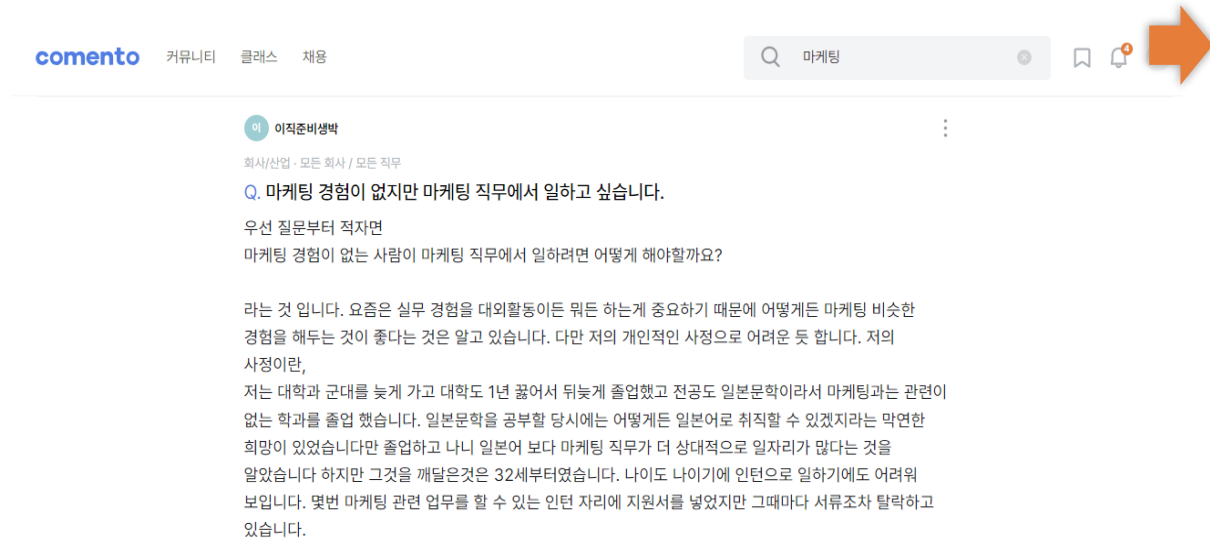 comento 커뮤니티 클래스 채용 마케팅 4
이 이직준비생박
회사/산업 · 모든 회사 / 모든 직무
Q. 마케팅 경험이 없지만 마케팅 직무에서 일하고 싶습니다.
우선 질문부터 적자면
마케팅 경험이 없는 사람이 마케팅 직무에서 일하려면 어떻게 해야할까요?
라는 것 입니다. 요즘은 실무 경험을 대외활동이든 뭐든 하는게 중요하기 때문에 어떻게든 마케팅 비슷한
경험을 해두는 것이 좋다는 것은 알고 있습니다. 다만 저의 개인적인 사정으로 어려운 듯 합니다. 저의
사정이란,
저는 대학과 군대를 늦게 가고 대학도 1년 꿇어서 뒤늦게 졸업했고 전공도 일본문학이라서 마케팅과는 관련이
없는 학과를 졸업 했습니다. 일본문학을 공부할 당시에는 어떻게든 일본어로 취직할 수 있겠지라는 막연한
희망이 있었습니다만 졸업하고 나니 일본어 보다 마케팅 직무가 더 상대적으로 일자리가 많다는 것을
알았습니다 하지만 그것을 깨달은것은 32세부터였습니다. 나이도 나이기에 인턴으로 일하기에도 어려워
보입니다. 몇번 마케팅 관련 업무를 할 수 있는 인턴 자리에 지원서를 넣었지만 그때마다 서류조차 탈락하고
있습니다.